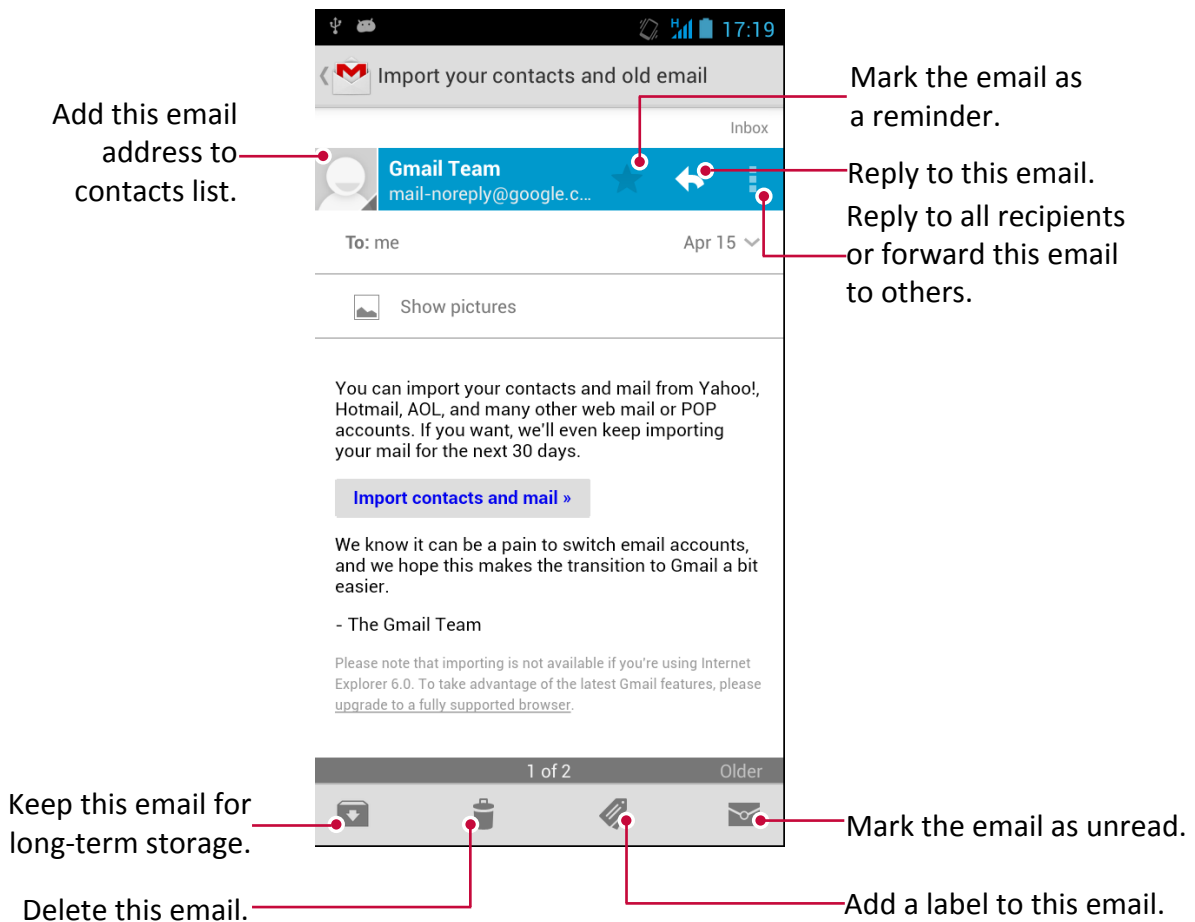 H 17:19
Import your contacts and old email
Mark the email as
a reminder.
Add this email
address to
contacts list.
Inbox
Gmail Team
mail-noreply@google.c...
Reply to this email.
Reply to all recipients
or forward this email
to others.
To: me Apr 15
Show pictures
You can import your contacts and mail from Yahoo!,
Hotmail, AOL, and many other web mail or POP
accounts. If you want, we'll even keep importing
your mail for the next 30 days.
Import contacts and mail »
We know it can be a pain to switch email accounts,
and we hope this makes the transition to Gmail a bit
easier.
- The Gmail Team
Please note that importing is not available if you're using Internet
Explorer 6.0. To take advantage of the latest Gmail features, please
upgrade to a fully supported browser.
1 of 2 Older
Keep this email for
long-term storage.
Mark the email as unread.
Delete this email.
Add a label to this email.